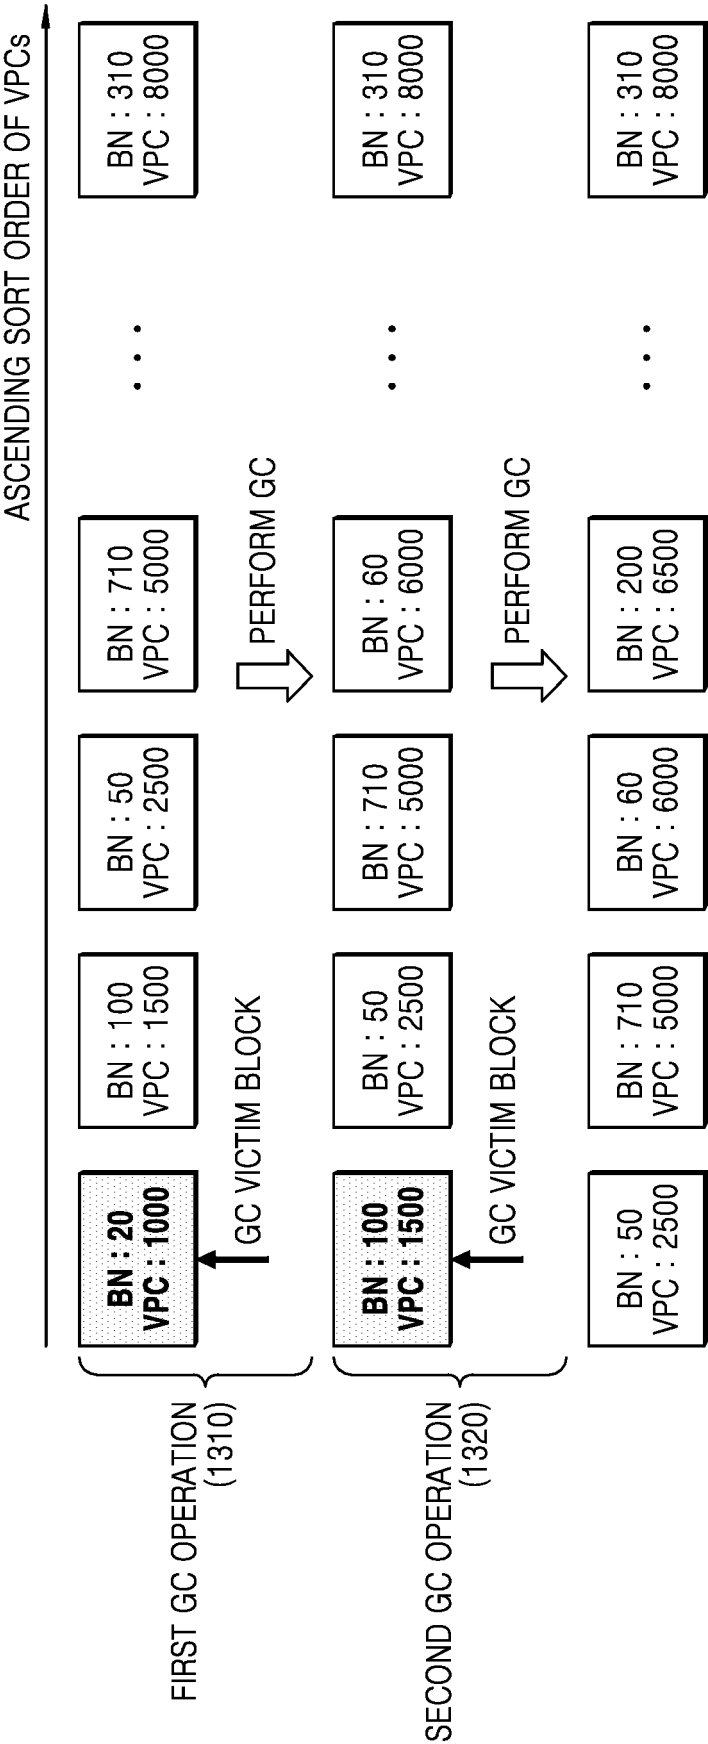 ASCENDING SORT ORDER OF VPCs
FIRST GC OPERATION
(1310)
BN : 20
VPC : 1000
BN : 100
VPC : 1500
BN : 50
VPC : 2500
BN : 710
VPC : 5000
• • •
BN : 310
VPC : 8000
GC VICTIM BLOCK
PERFORM GC
SECOND GC OPERATION
(1320)
BN : 100
VPC : 1500
BN : 50
VPC : 2500
BN : 710
VPC : 5000
BN : 60
VPC : 6000
• • •
BN : 310
VPC : 8000
GC VICTIM BLOCK
PERFORM GC
BN : 50
VPC : 2500
BN : 710
VPC : 5000
BN : 60
VPC : 6000
BN : 200
VPC : 6500
• • •
BN : 310
VPC : 8000